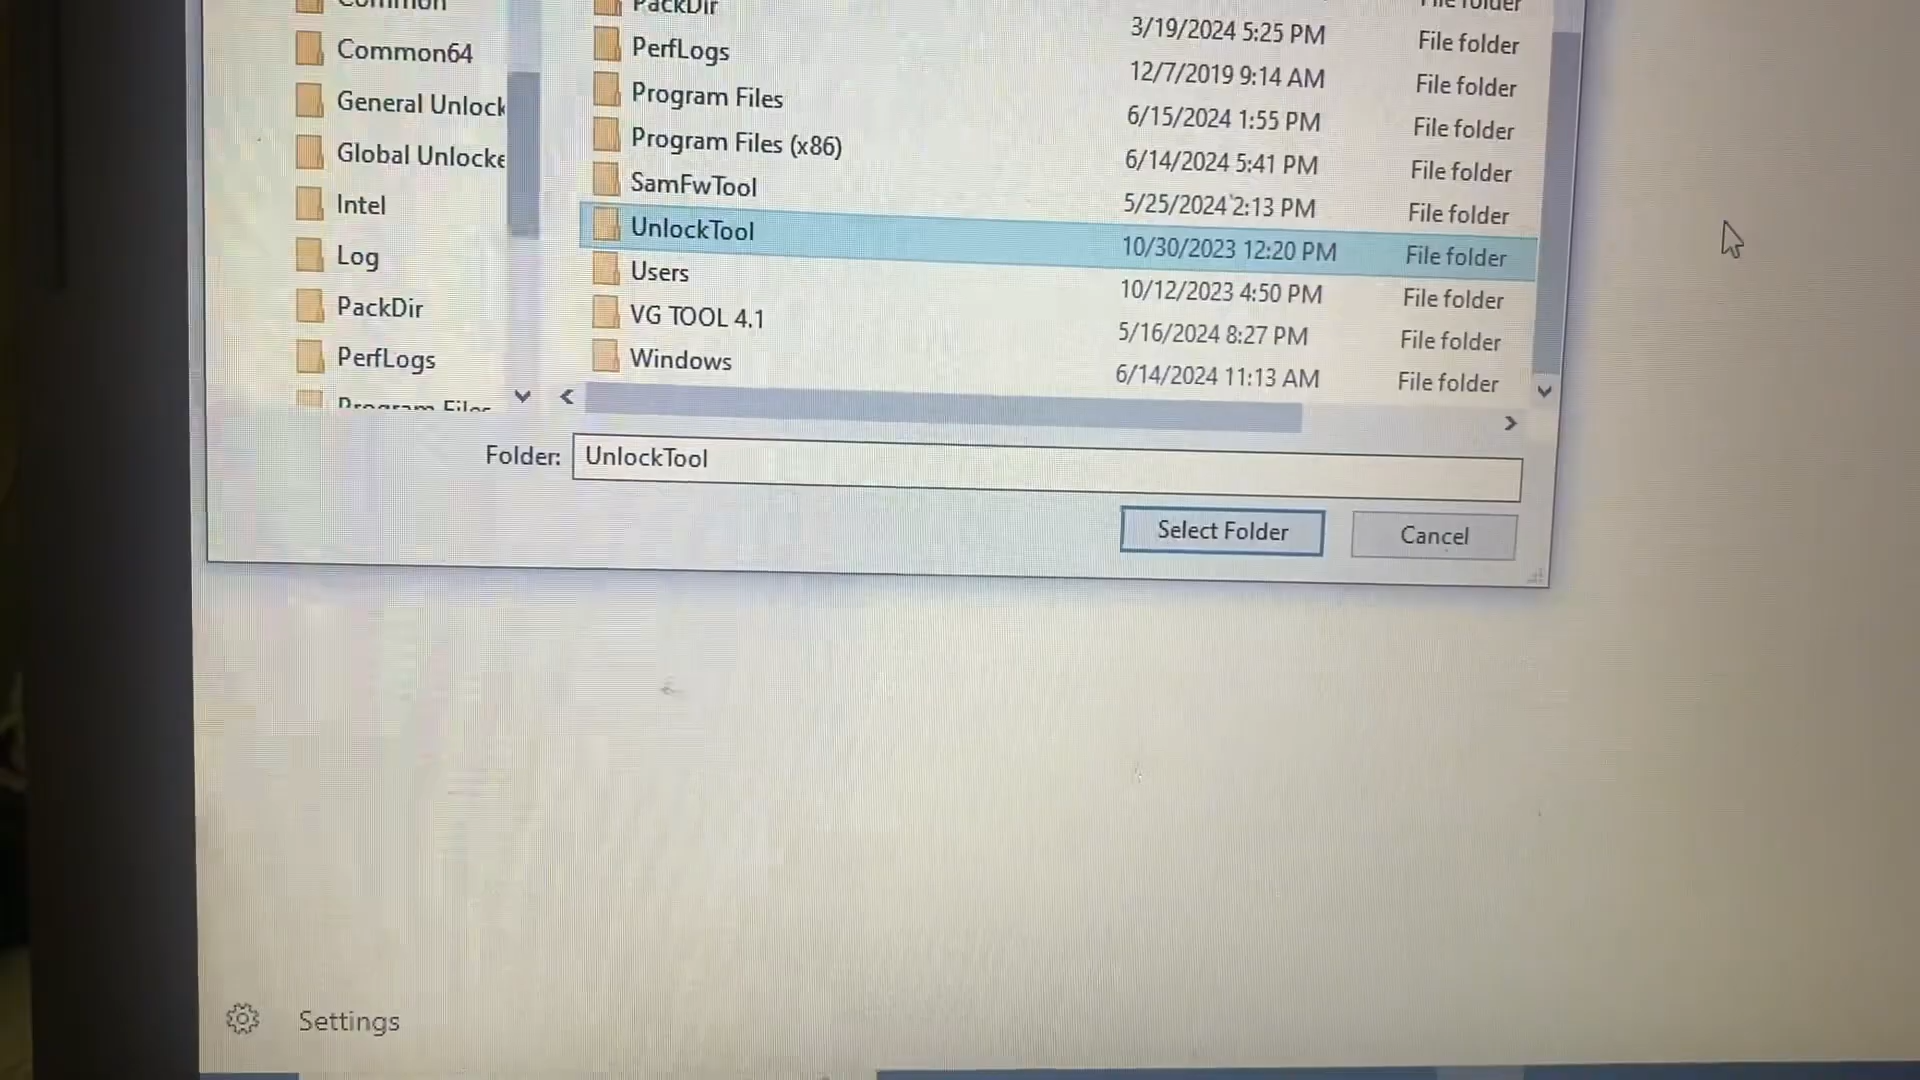 Common
Common64
General Unlock
Global Unlocke
Intel
Log
PackDir
PerfLogs
Program Files
PackDir
PerfLogs
Program Files
Program Files (x86)
SamFwTool
UnlockTool
Users
VG TOOL 4.1
Windows
3/19/2024 5:25 PM
12/7/2019 9:14 AM
6/15/2024 1:55 PM
6/14/2024 5:41 PM
5/25/2024 2:13 PM
10/30/2023 12:20 PM
10/12/2023 4:50 PM
5/16/2024 8:27 PM
6/14/2024 11:13 AM
File folder
File folder
File folder
File folder
File folder
File folder
File folder
File folder
File folder
File folder
Folder: UnlockTool
Select Folder
Cancel
Settings